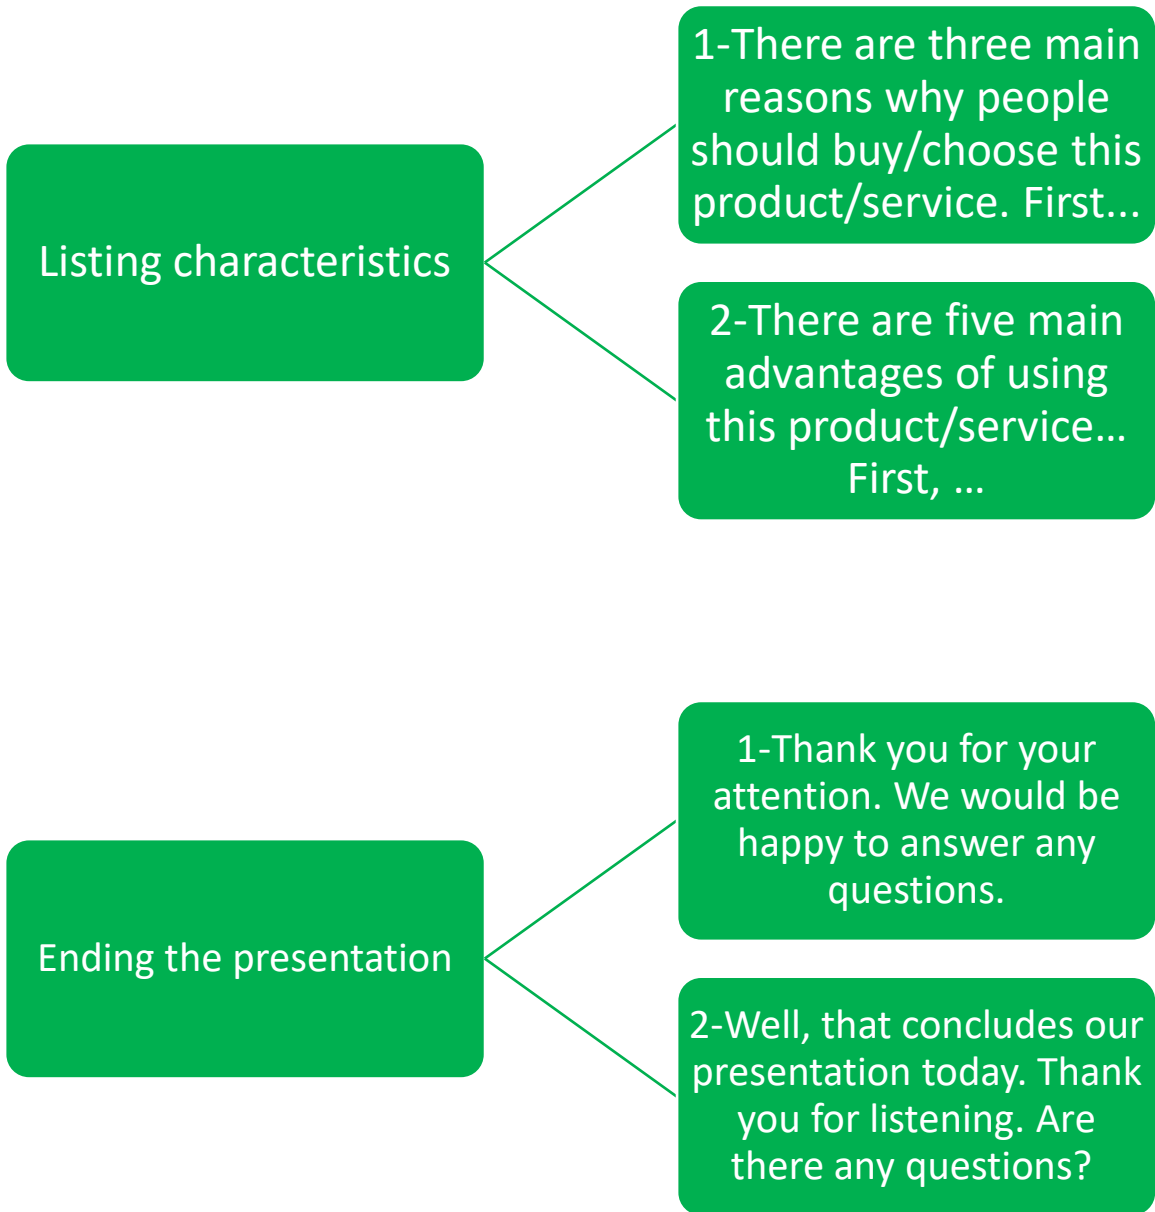 Listing characteristics
1-There are three main
reasons why people
should buy/choose this
product/service. First...
2-There are five main
advantages of using
this product/service…
First, …
Ending the presentation
1-Thank you for your
attention. We would be
happy to answer any
questions.
2-Well, that concludes our
presentation today. Thank
you for listening. Are
there any questions?